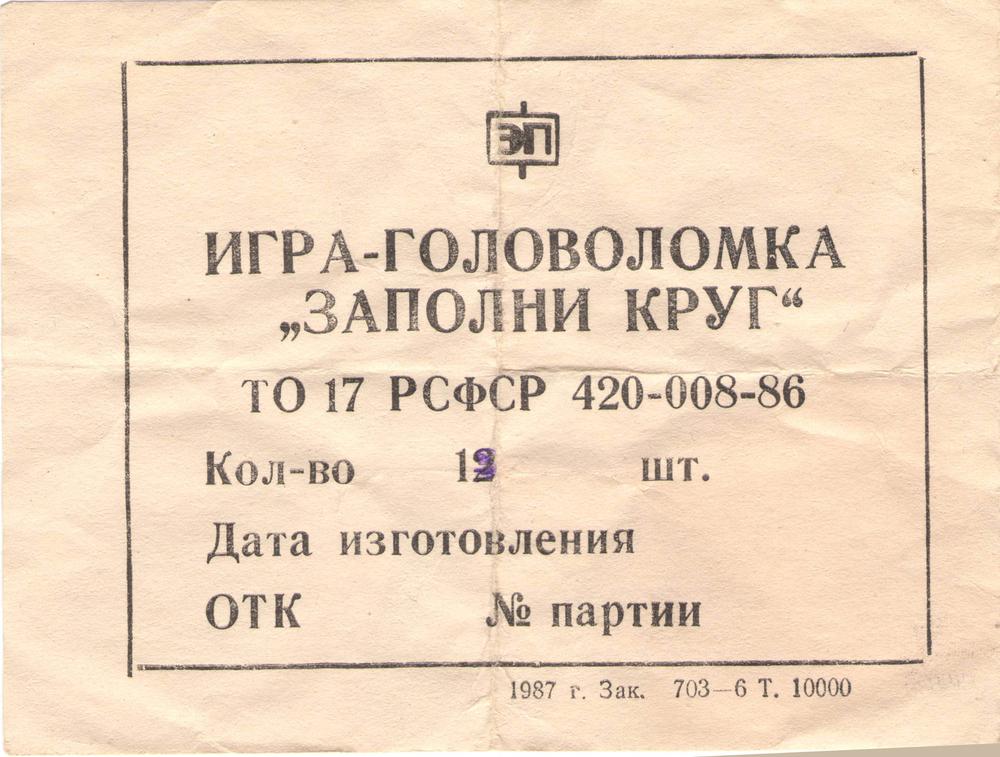 ЭП
ИГРА-ГОЛОВОЛОМКА
„ЗАПОЛНИ КРУГ“
ТО 17 РСФСР 420-008-86
Кол-во шт.
Дата изготовления
ОТК № партии
1987 г. Зак. 703—6 Т. 10000